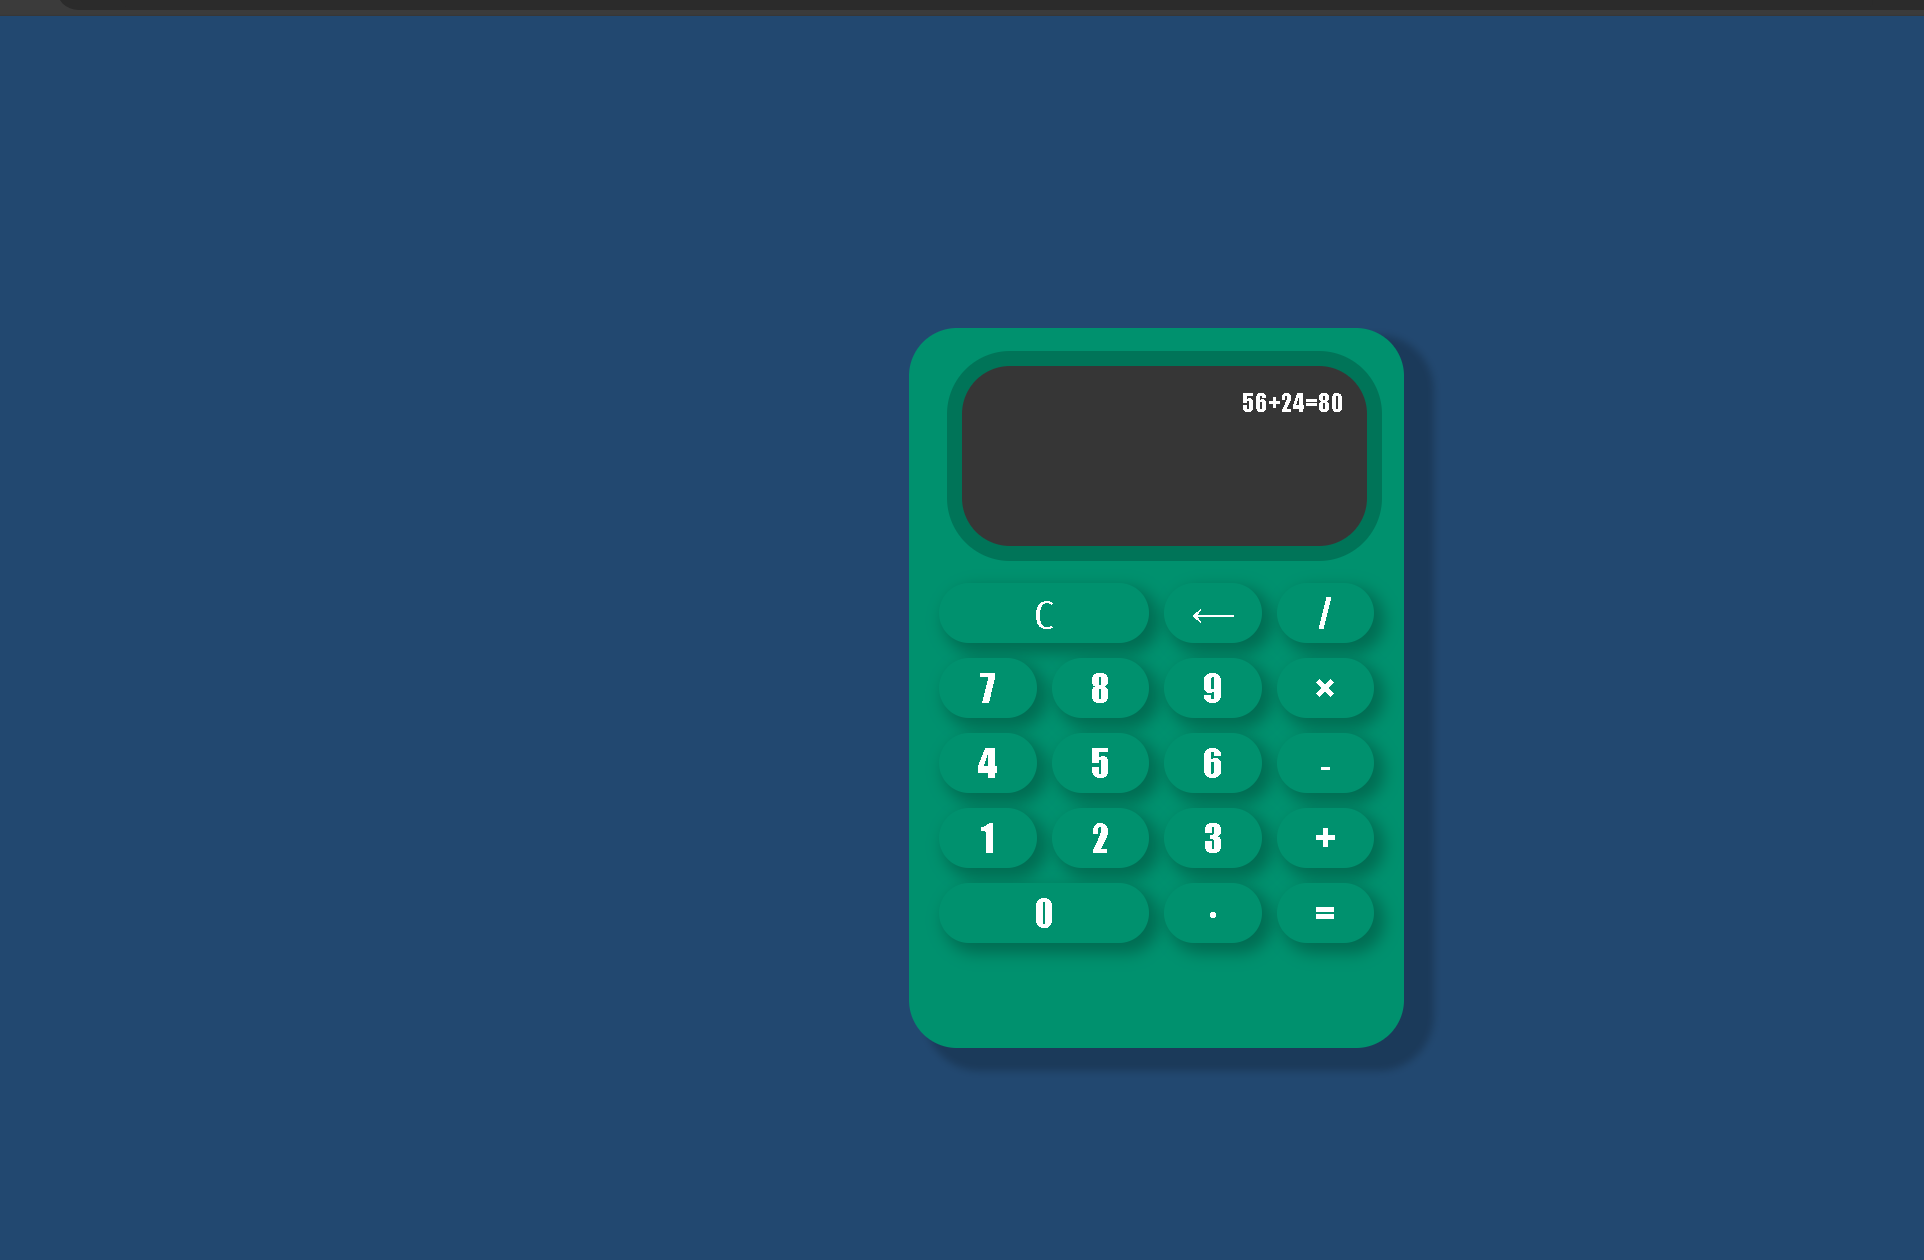 56+24=80
C ← /
7 8 9 ×
4 5 6 -
1 2 3 +
0 . =